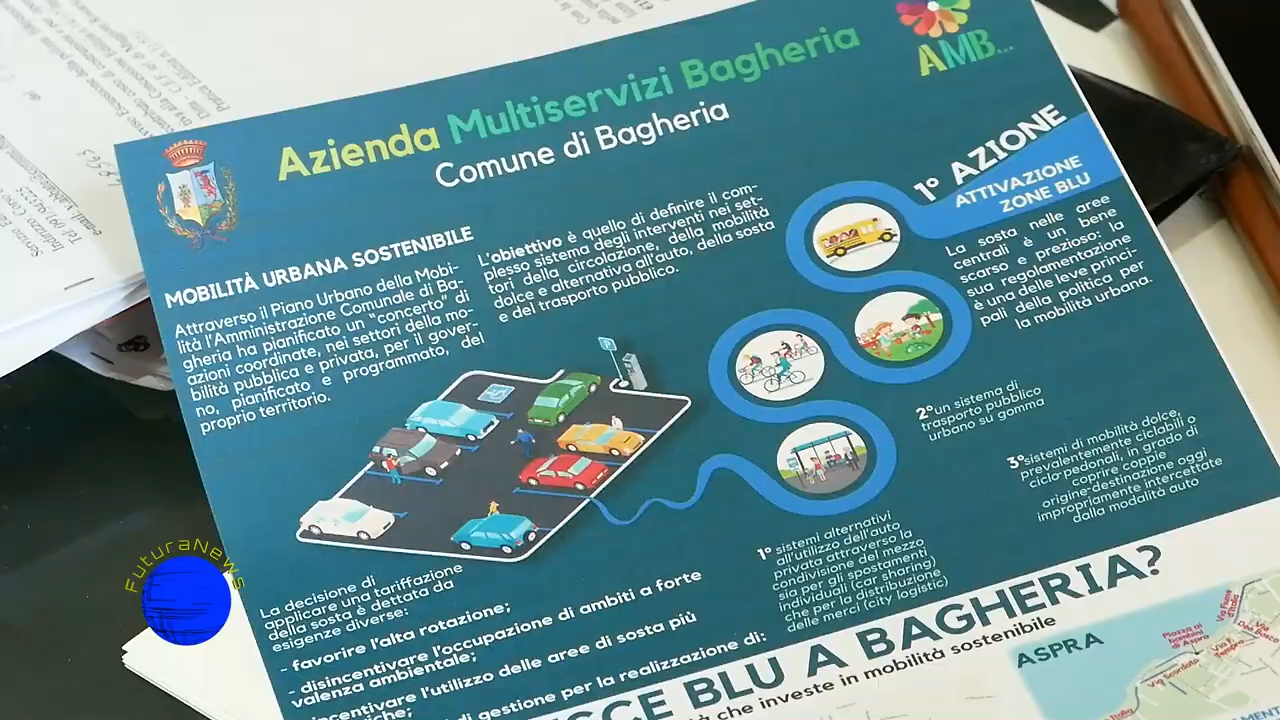 Azienda Multiservizi Bagheria
Comune di Bagheria
AMB
1° AZIONE
ATTIVAZIONE
ZONE BLU
MOBILITÀ URBANA SOSTENIBILE
Attraverso il Piano Urbano della Mobi-
lità l'Amministrazione Comunale di Ba-
gheria ha pianificato un "concerto" di
azioni coordinate, nei settori della mo-
bilità pubblica e privata, per il gover-
no, pianificato e programmato, del
proprio territorio.
L'obiettivo è quello di definire il com-
plesso sistema degli interventi nei set-
tori della circolazione, della mobilità
dolce e alternativa all'auto, della sosta
e del trasporto pubblico.
La sosta nelle aree
centrali è un bene
scarso e prezioso: la
sua regolamentazione
è una delle leve princi-
pali della politica per
la mobilità urbana.
2° un sistema di
trasporto pubblico
urbano su gomma
3° sistemi di mobilità dolce,
prevalentemente ciclabili o
ciclo-pedonali, in grado di
coprire coppie
origine-destinazione oggi
impropriamente intercettate
dalla modalità auto
1° sistemi alternativi
all'utilizzo dell'auto
privata attraverso la
condivisione del mezzo
sia per gli spostamenti
individuali (car sharing)
che per la distribuzione
delle merci (city logistic)
La decisione di
applicare una tariffazione
della sosta è dettata da
esigenze diverse:
- favorire l'alta rotazione;
- disincentivare l'occupazione di ambiti a forte
valenza ambientale;
incentivare l'utilizzo delle aree di sosta più
di gestione per la realizzazione di:
BLU A BAGHERIA?
che investe in mobilità sostenibile
ASPRA
Piazza ai
bambini
di Aspra
Via Scordato
FuturaNews